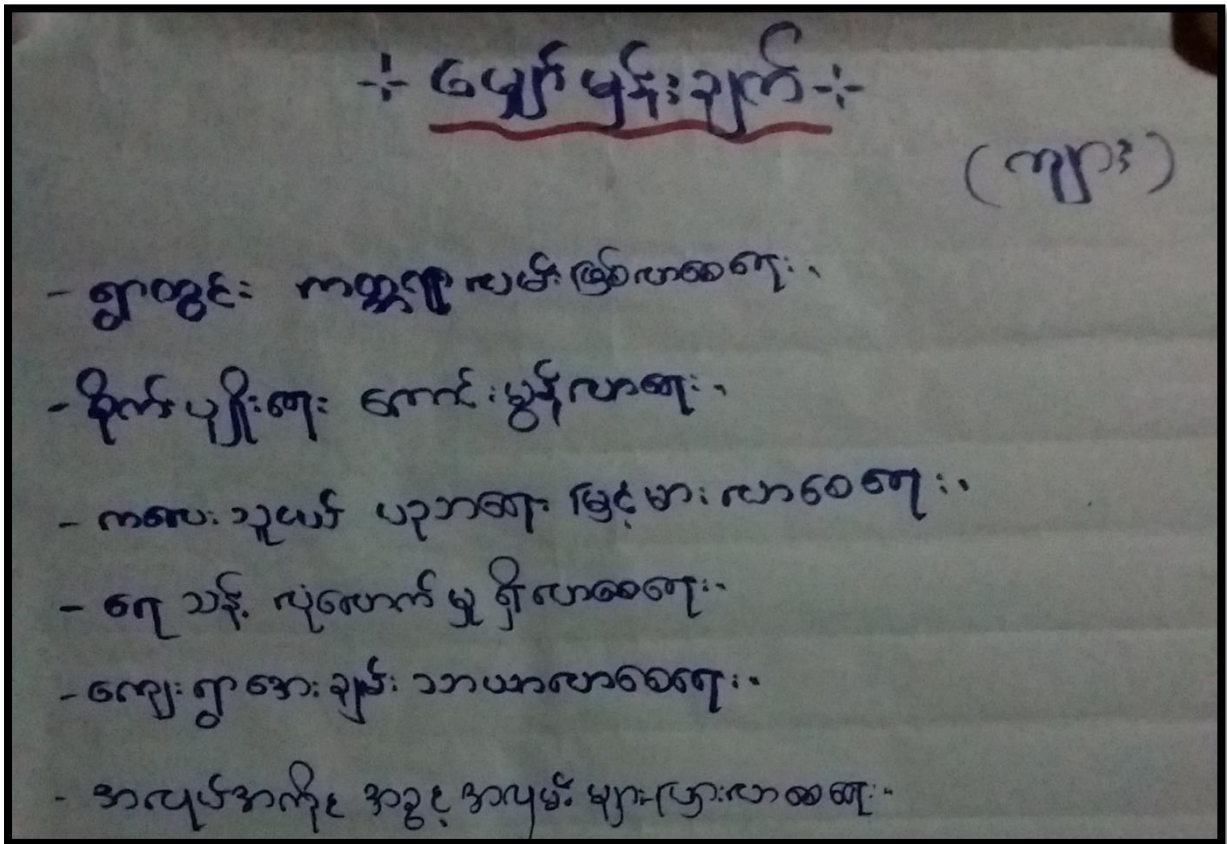 ÷ မျှော်မှန်းချက် ÷
(ကျား)
- ရွာတွင်း ကတ္တရာလမ်းဖြစ်လာစေရေး။
- စိုက်ပျိုးရေး ကောင်းမွန်လာရေး။
- ကလေးသူငယ် ပညာရေး မြင့်မားလာစေရေး။
- ရေသန့် လုံလောက်မှု ရှိလာစေရေး။
- ကျေးရွာအေးချမ်း သာယာလာစေရေး။
- အလုပ်အကိုင် အခွင့်အလမ်း များပြားလာစေရေး။